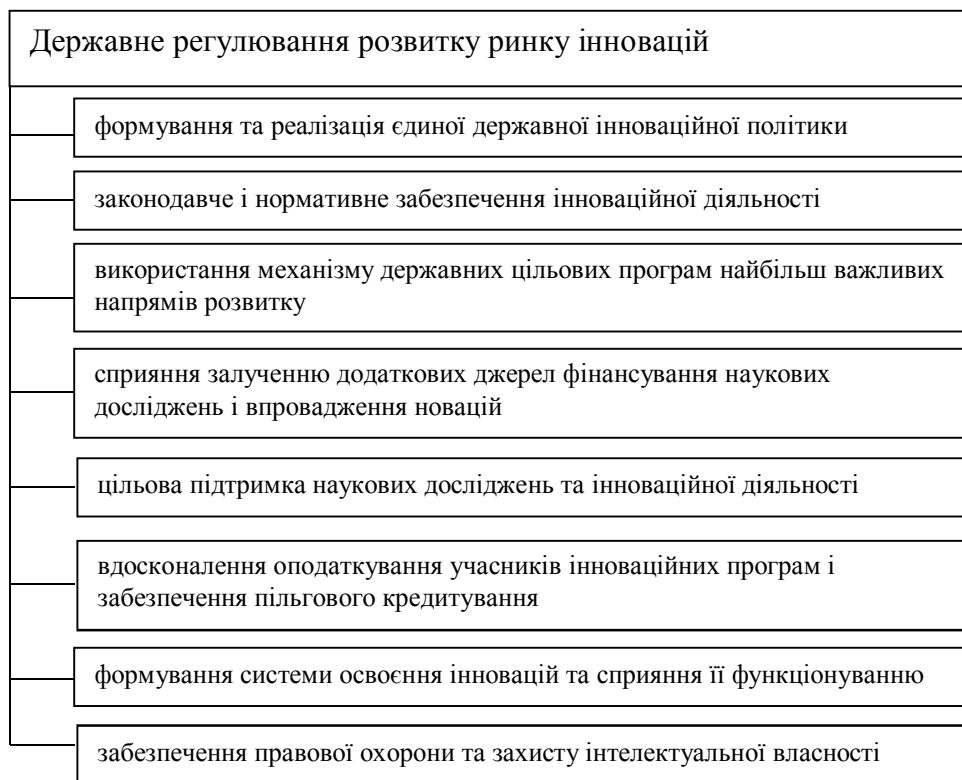 Державне регулювання розвитку ринку інновацій
формування та реалізація єдиної державної інноваційної політики
законодавче і нормативне забезпечення інноваційної діяльності
використання механізму державних цільових програм найбільш важливих
напрямів розвитку
сприяння залученню додаткових джерел фінансування наукових
досліджень і впровадження новацій
цільова підтримка наукових досліджень та інноваційної діяльності
вдосконалення оподаткування учасників інноваційних програм і
забезпечення пільгового кредитування
формування системи освоєння інновацій та сприяння її функціонуванню
забезпечення правової охорони та захисту інтелектуальної власності